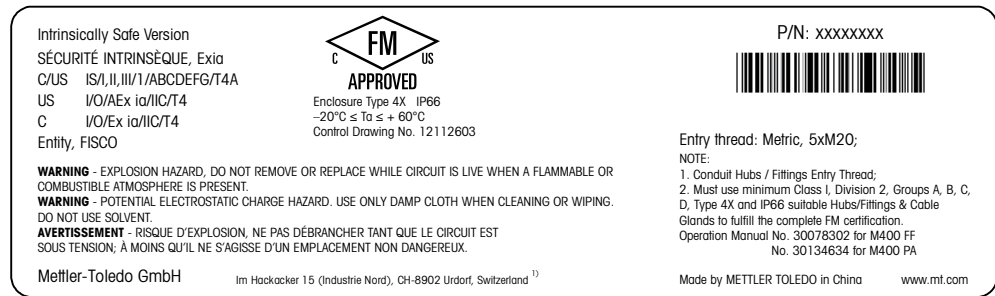 Intrinsically Safe Version
SÉCURITÉ INTRINSÈQUE, Exia
C/US IS/I,II,III/1/ABCDEFG/T4A
US I/O/AEx ia/IIC/T4
C I/O/Ex ia/IIC/T4
Entity, FISCO
FM
C US
APPROVED
Enclosure Type 4X IP66
–20°C ≤ Ta ≤ + 60°C
Control Drawing No. 12112603
WARNING - EXPLOSION HAZARD, DO NOT REMOVE OR REPLACE WHILE CIRCUIT IS LIVE WHEN A FLAMMABLE OR
COMBUSTIBLE ATMOSPHERE IS PRESENT.
WARNING - POTENTIAL ELECTROSTATIC CHARGE HAZARD. USE ONLY DAMP CLOTH WHEN CLEANING OR WIPING.
DO NOT USE SOLVENT.
AVERTISSEMENT - RISQUE D'EXPLOSION, NE PAS DÉBRANCHER TANT QUE LE CIRCUIT EST
SOUS TENSION; À MOINS QU'IL NE S'AGISSE D'UN EMPLACEMENT NON DANGEREUX.
Mettler-Toledo GmbH Im Hackacker 15 (Industrie Nord), CH-8902 Urdorf, Switzerland 1)
P/N: xxxxxxxx
Entry thread: Metric, 5xM20;
NOTE:
1. Conduit Hubs / Fittings Entry Thread;
2. Must use minimum Class I, Division 2, Groups A, B, C,
D, Type 4X and IP66 suitable Hubs/Fittings & Cable
Glands to fulfill the complete FM certification.
Operation Manual No. 30078302 for M400 FF
No. 30134634 for M400 PA
Made by METTLER TOLEDO in China www.mt.com